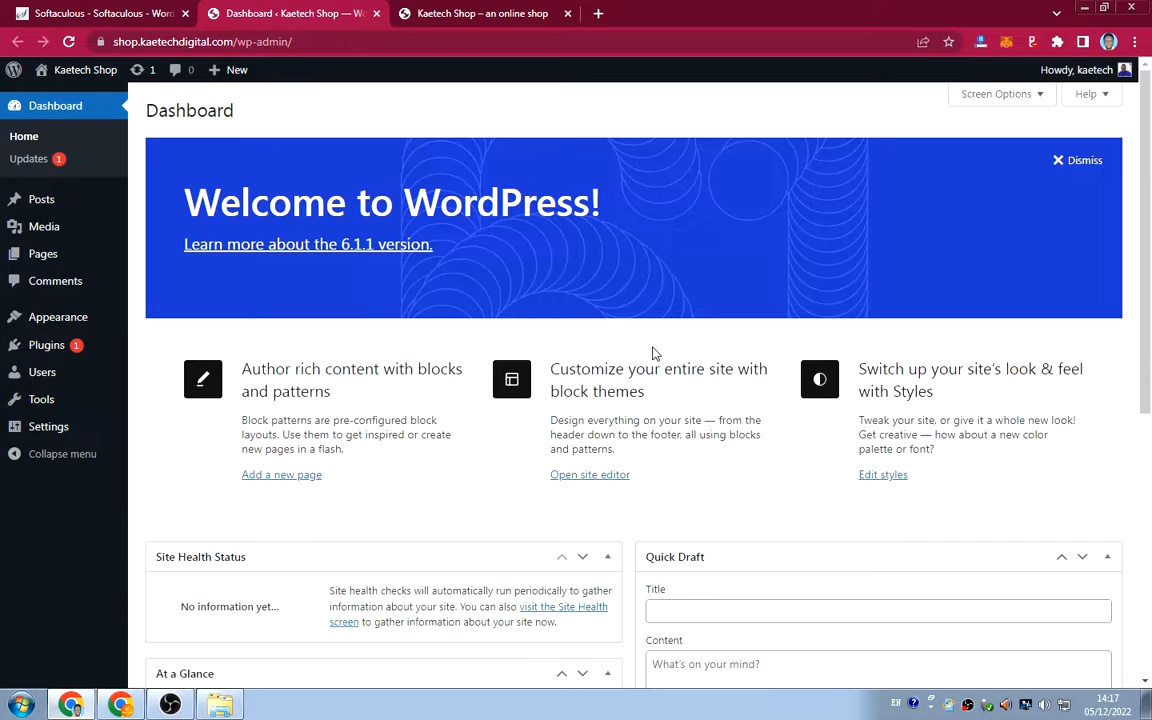 Softaculous - Softaculous - Word
Dashboard ‹ Kaetech Shop — W
Kaetech Shop – an online shop
shop.kaetechdigital.com/wp-admin/
Kaetech Shop
1
0
New
Howdy, kaetech
Dashboard
Home
Updates 1
Posts
Media
Pages
Comments
Appearance
Plugins 1
Users
Tools
Settings
Collapse menu
Screen Options
Help
Dashboard
Dismiss
Welcome to WordPress!
Learn more about the 6.1.1 version.
Author rich content with blocks
and patterns
Block patterns are pre-configured block
layouts. Use them to get inspired or create
new pages in a flash.
Add a new page
Customize your entire site with
block themes
Design everything on your site — from the
header down to the footer, all using blocks
and patterns.
Open site editor
Switch up your site's look & feel
with Styles
Tweak your site, or give it a whole new look!
Get creative — how about a new color
palette or font?
Edit styles
Site Health Status
No information yet...
Site health checks will automatically run periodically to gather
information about your site. You can also visit the Site Health
screen to gather information about your site now.
At a Glance
Quick Draft
Title
Content
What's on your mind?
EN
14:17
05/12/2022